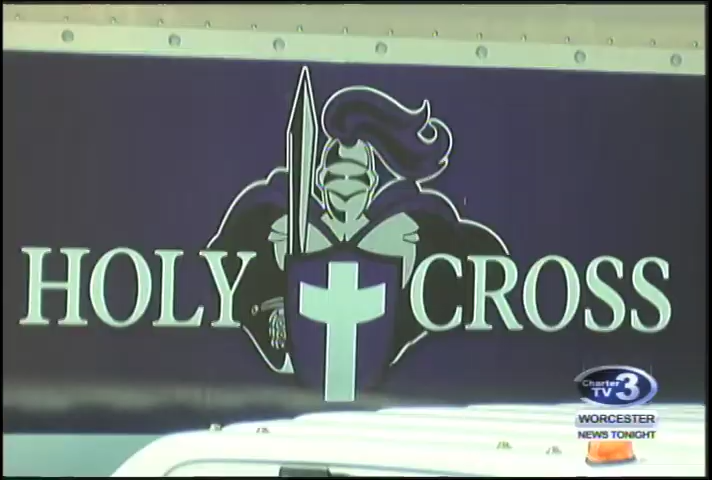 HOLY CROSS
Charter
TV 3
WORCESTER
NEWS TONIGHT